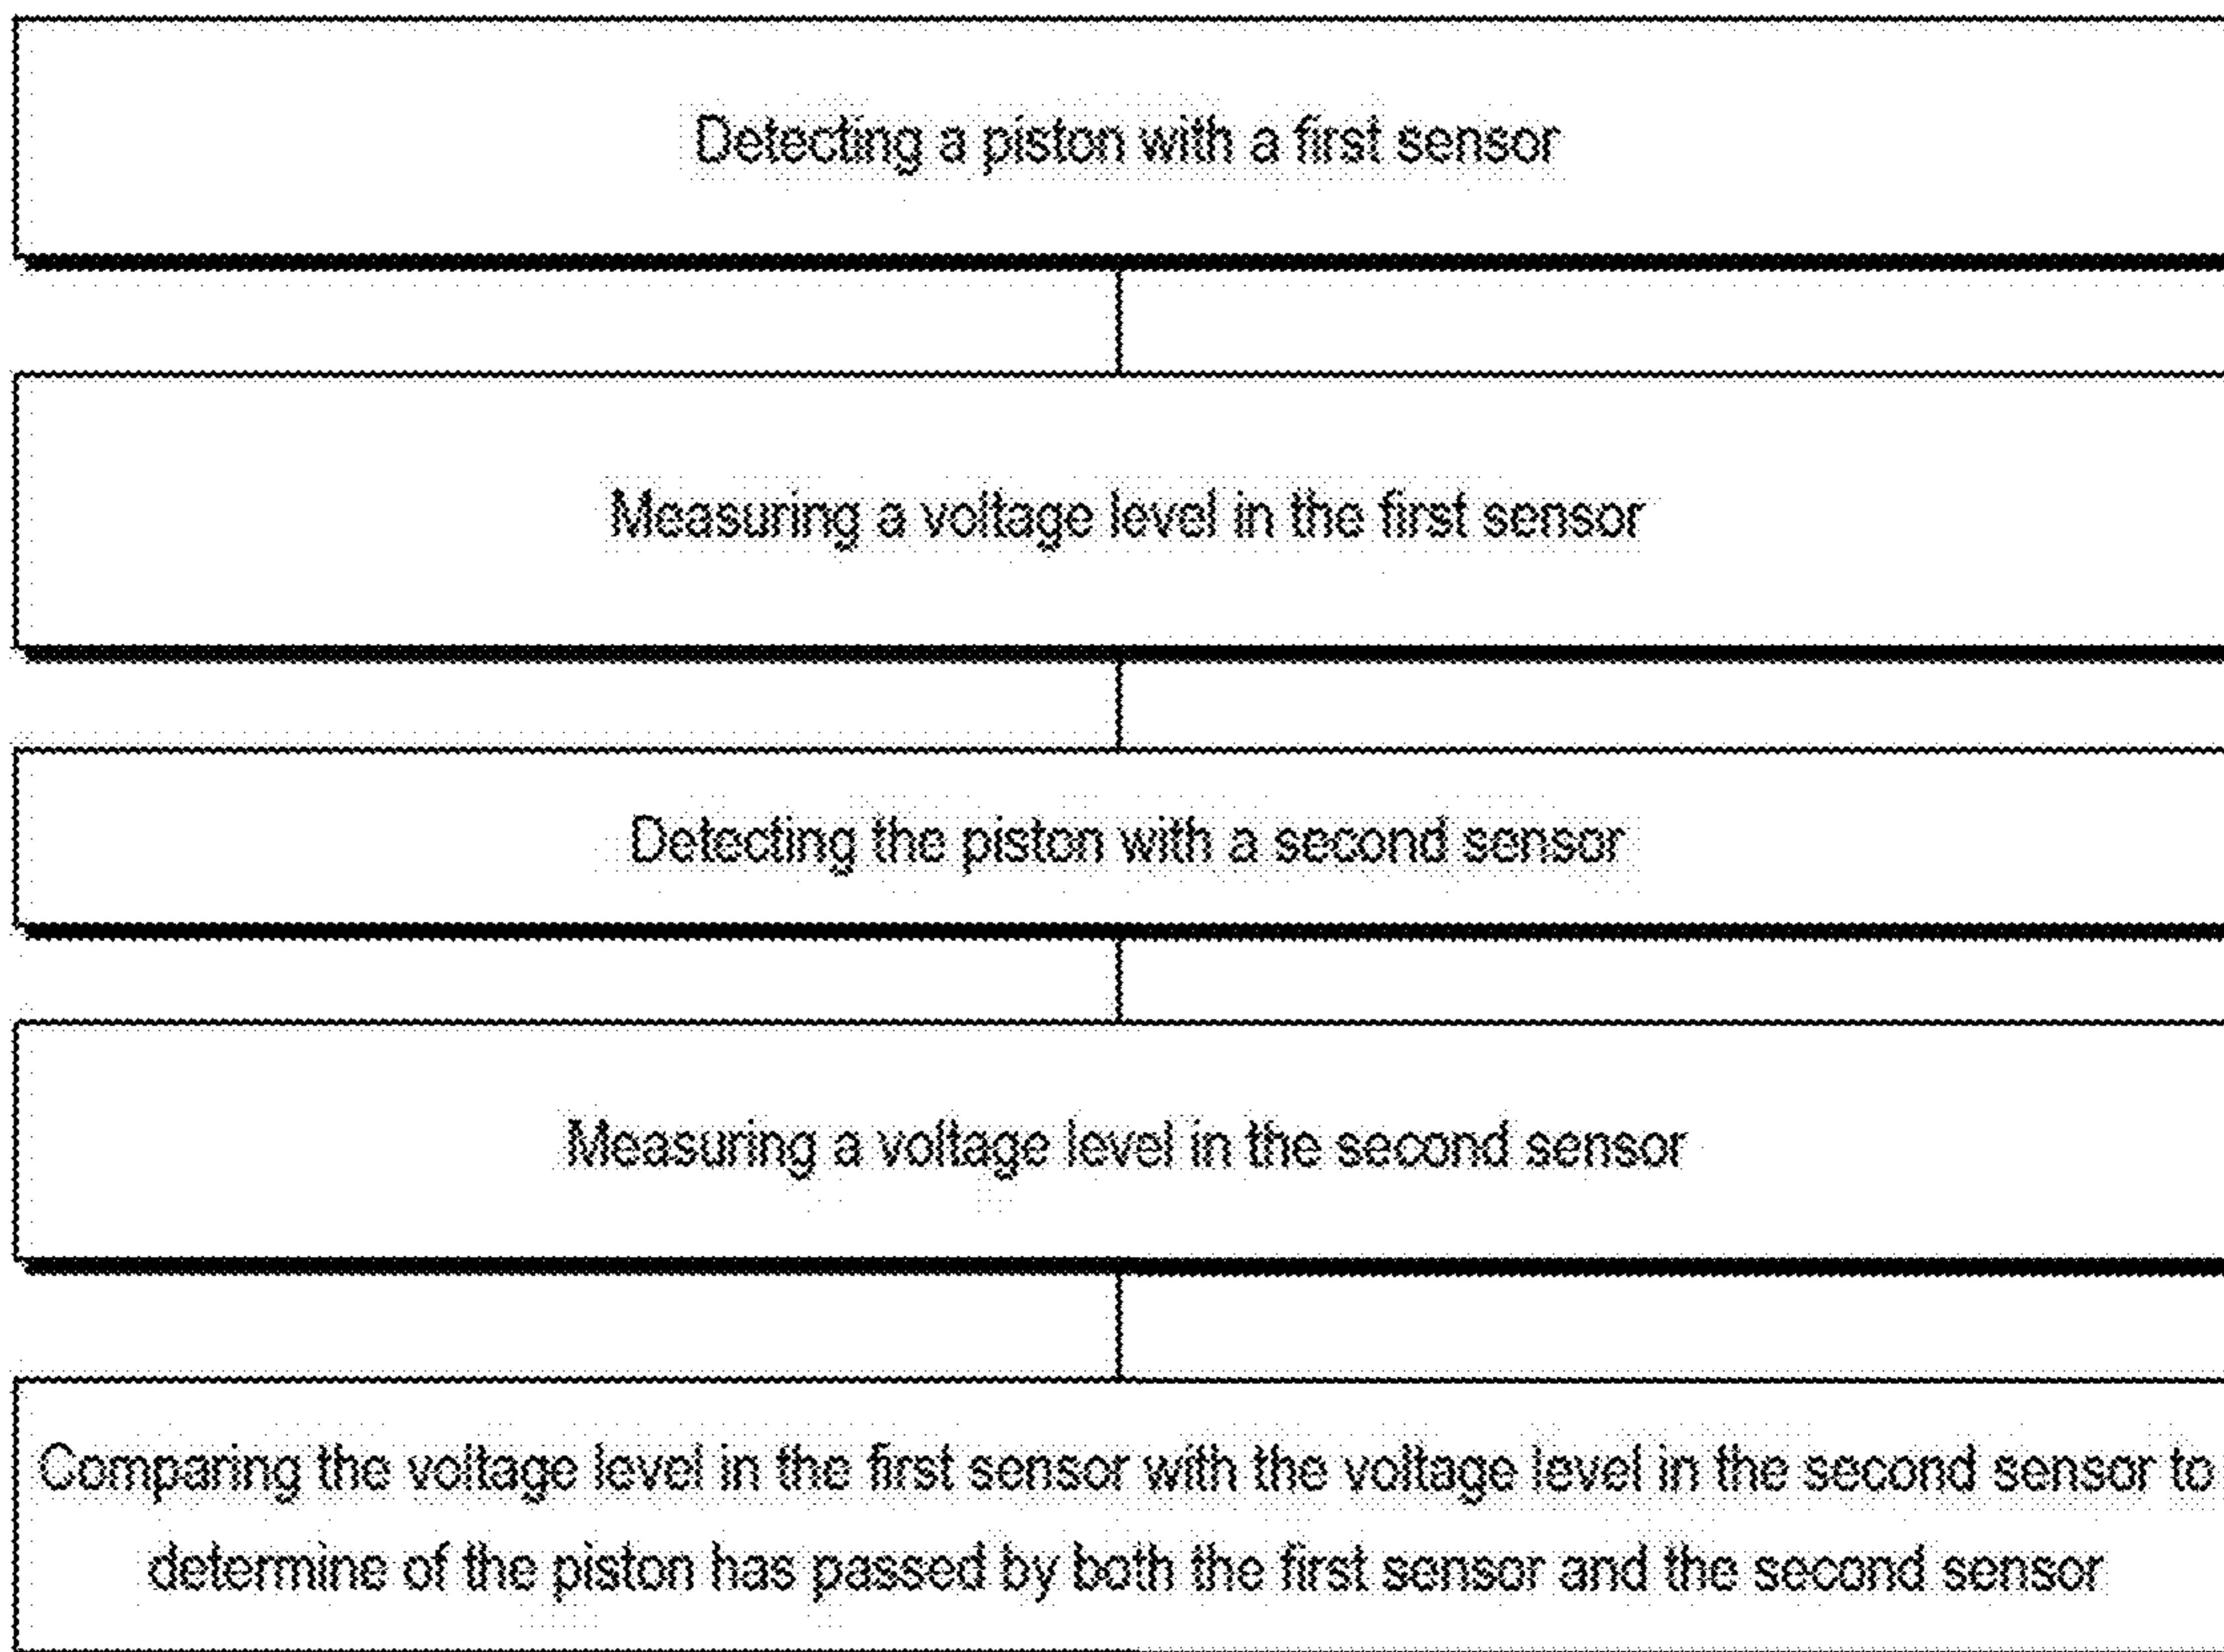 Detecting a piston with a first sensor
Measuring a voltage level in the first sensor
Detecting the piston with a second sensor
Measuring a voltage level in the second sensor
Comparing the voltage level in the first sensor with the voltage level in the second sensor to
determine of the piston has passed by both the first sensor and the second sensor